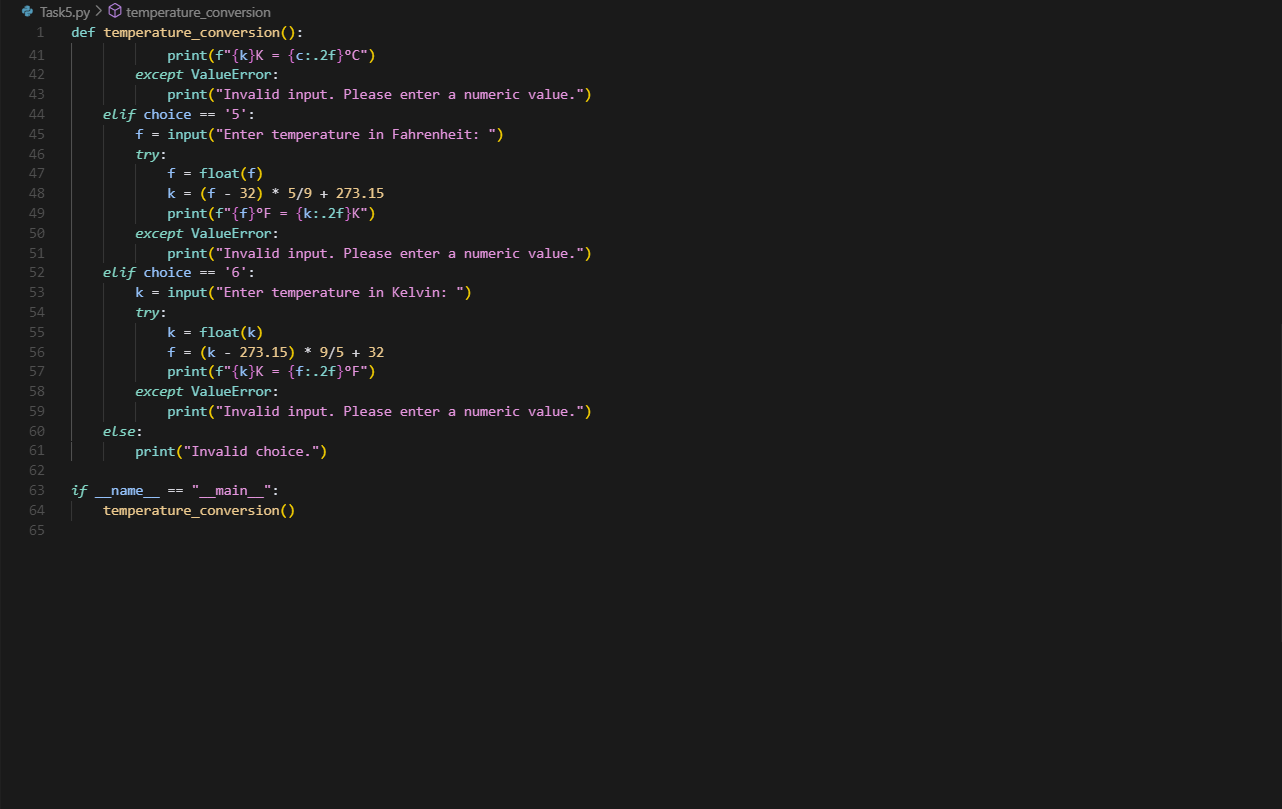 Task5.py > temperature_conversion
1 def temperature_conversion():
41             print(f"{k}K = {c:.2f}°C")
42         except ValueError:
43             print("Invalid input. Please enter a numeric value.")
44     elif choice == '5':
45         f = input("Enter temperature in Fahrenheit: ")
46         try:
47             f = float(f)
48             k = (f - 32) * 5/9 + 273.15
49             print(f"{f}°F = {k:.2f}K")
50         except ValueError:
51             print("Invalid input. Please enter a numeric value.")
52     elif choice == '6':
53         k = input("Enter temperature in Kelvin: ")
54         try:
55             k = float(k)
56             f = (k - 273.15) * 9/5 + 32
57             print(f"{k}K = {f:.2f}°F")
58         except ValueError:
59             print("Invalid input. Please enter a numeric value.")
60     else:
61         print("Invalid choice.")
62
63 if __name__ == "__main__":
64     temperature_conversion()
65